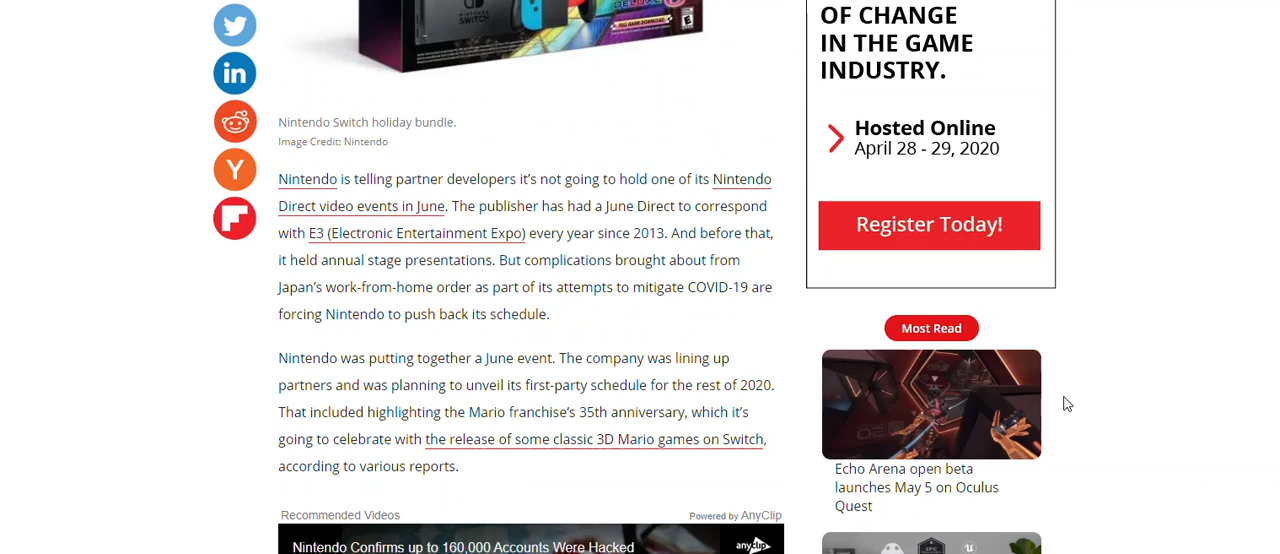 NINTENDO
SWITCH
DELUXE
FULL GAME DOWNLOAD
E
Nintendo Switch holiday bundle.
Image Credit: Nintendo
in
Y
Nintendo is telling partner developers it’s not going to hold one of its Nintendo
Direct video events in June. The publisher has had a June Direct to correspond
with E3 (Electronic Entertainment Expo) every year since 2013. And before that,
it held annual stage presentations. But complications brought about from
Japan’s work-from-home order as part of its attempts to mitigate COVID-19 are
forcing Nintendo to push back its schedule.
Nintendo was putting together a June event. The company was lining up
partners and was planning to unveil its first-party schedule for the rest of 2020.
That included highlighting the Mario franchise’s 35th anniversary, which it’s
going to celebrate with the release of some classic 3D Mario games on Switch,
according to various reports.
Recommended Videos
Powered by AnyClip
Nintendo Confirms up to 160,000 Accounts Were Hacked
anyclip
OF CHANGE
IN THE GAME
INDUSTRY.
Hosted Online
April 28 - 29, 2020
Register Today!
Most Read
Echo Arena open beta
launches May 5 on Oculus
Quest